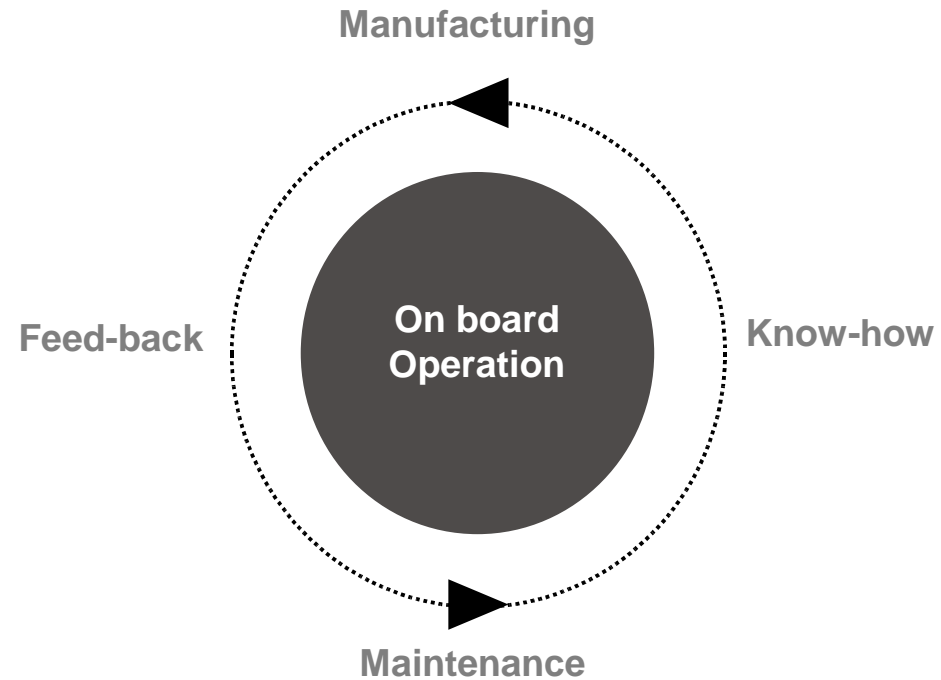 Manufacturing
Feed-back
On board
Operation
Know-how
Maintenance